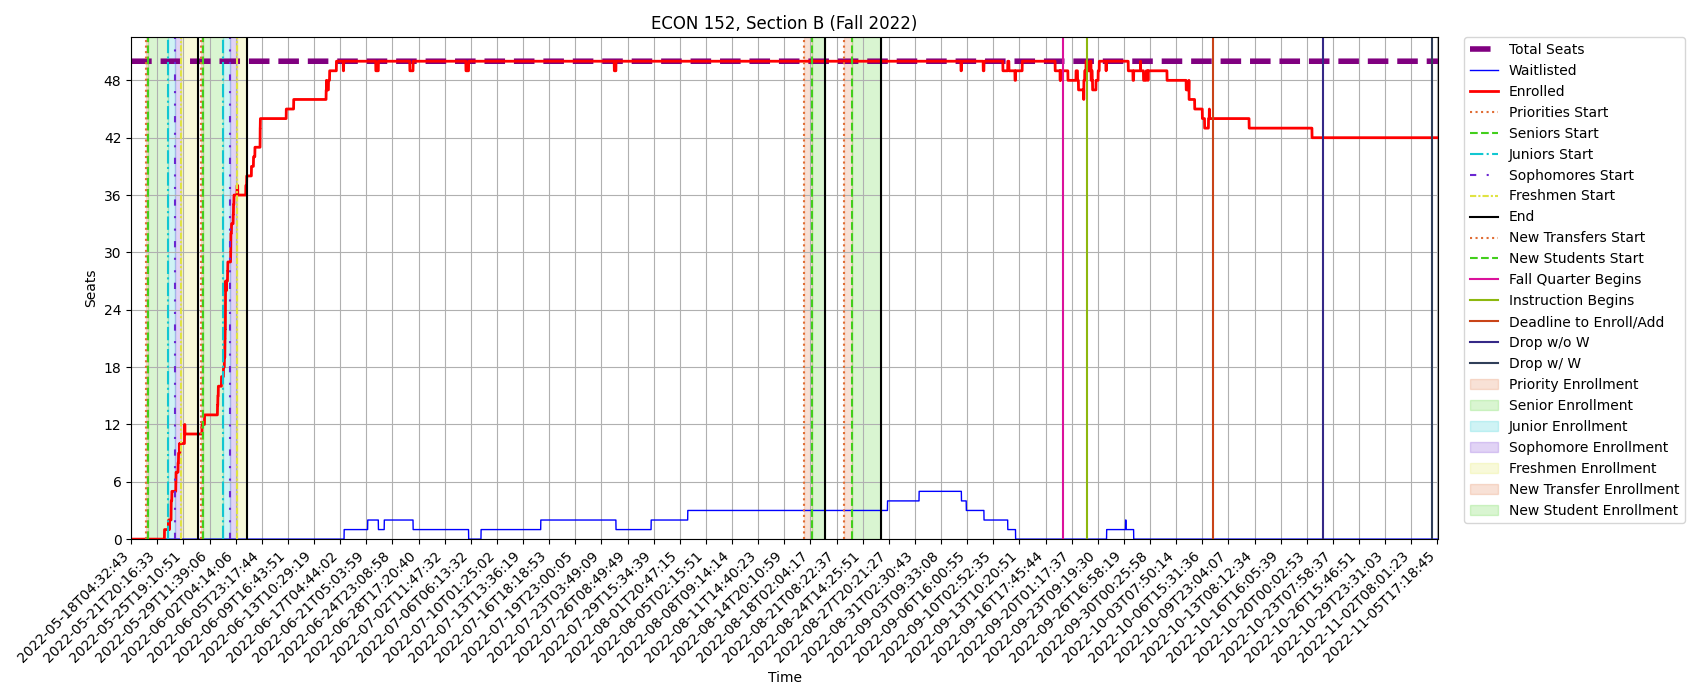 ECON 152, Section B (Fall 2022)
Seats
48
42
36
30
24
18
12
6
0
2022-05-18T04:32:43
2022-05-21T20:16:33
2022-05-25T19:10:51
2022-05-29T11:39:06
2022-06-02T04:14:06
2022-06-05T23:17:44
2022-06-09T16:43:51
2022-06-13T10:29:19
2022-06-17T04:44:02
2022-06-21T05:03:59
2022-06-24T23:08:58
2022-06-28T17:20:40
2022-07-02T11:47:32
2022-07-06T06:13:32
2022-07-10T01:25:02
2022-07-13T13:36:19
2022-07-16T18:18:53
2022-07-19T23:00:05
2022-07-23T03:49:09
2022-07-26T08:49:49
2022-07-29T15:34:39
2022-08-01T20:47:15
2022-08-05T02:15:51
2022-08-08T09:14:14
2022-08-11T14:40:23
2022-08-14T20:10:59
2022-08-18T02:04:17
2022-08-21T08:22:37
2022-08-24T14:25:51
2022-08-27T20:21:27
2022-08-31T02:30:43
2022-09-03T09:33:08
2022-09-06T16:00:55
2022-09-10T02:52:35
2022-09-13T10:20:51
2022-09-16T17:45:44
2022-09-20T01:17:37
2022-09-23T09:19:30
2022-09-26T16:58:19
2022-09-30T00:25:58
2022-10-03T07:50:14
2022-10-06T15:31:36
2022-10-09T23:04:07
2022-10-13T08:12:34
2022-10-16T16:05:39
2022-10-20T00:02:53
2022-10-23T07:58:37
2022-10-26T15:46:51
2022-10-29T23:31:03
2022-11-02T08:01:23
2022-11-05T17:18:45
Time
Total Seats
Waitlisted
Enrolled
Priorities Start
Seniors Start
Juniors Start
Sophomores Start
Freshmen Start
End
New Transfers Start
New Students Start
Fall Quarter Begins
Instruction Begins
Deadline to Enroll/Add
Drop w/o W
Drop w/ W
Priority Enrollment
Senior Enrollment
Junior Enrollment
Sophomore Enrollment
Freshmen Enrollment
New Transfer Enrollment
New Student Enrollment